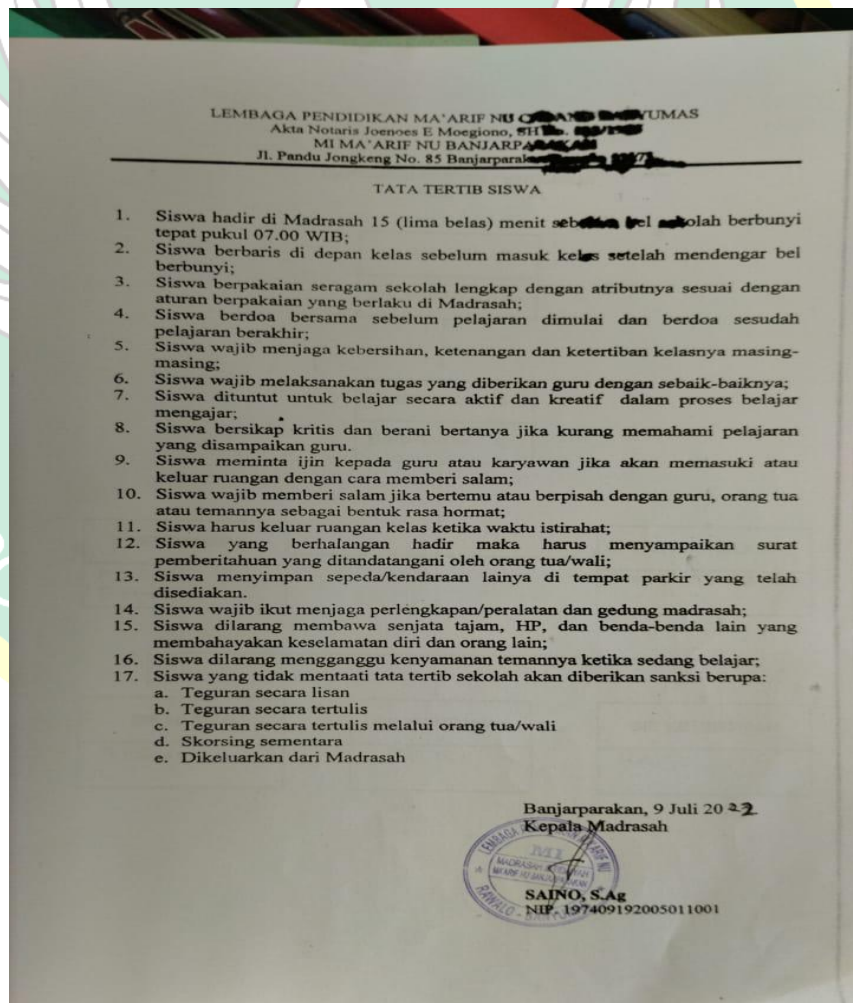 LEMBAGA PENDIDIKAN MA'ARIF NU YUMAS
Akta Notaris Joenoes E Moegiono, SH
MI MA'ARIF NU BANJARPARAKAN
Jl. Pandu Jongkeng No. 85 Banjarparakan
TATA TERTIB SISWA
1. Siswa hadir di Madrasah 15 (lima belas) menit sebelum bel sekolah berbunyi
tepat pukul 07.00 WIB;
2. Siswa berbaris di depan kelas sebelum masuk kelas setelah mendengar bel
berbunyi;
3. Siswa berpakaian seragam sekolah lengkap dengan atributnya sesuai dengan
aturan berpakaian yang berlaku di Madrasah;
4. Siswa berdoa bersama sebelum pelajaran dimulai dan berdoa sesudah
pelajaran berakhir;
5. Siswa wajib menjaga kebersihan, ketenangan dan ketertiban kelasnya masing-
masing;
6. Siswa wajib melaksanakan tugas yang diberikan guru dengan sebaik-baiknya;
7. Siswa dituntut untuk belajar secara aktif dan kreatif dalam proses belajar
mengajar;
8. Siswa bersikap kritis dan berani bertanya jika kurang memahami pelajaran
yang disampaikan guru.
9. Siswa meminta ijin kepada guru atau karyawan jika akan memasuki atau
keluar ruangan dengan cara memberi salam;
10. Siswa wajib memberi salam jika bertemu atau berpisah dengan guru, orang tua
atau temannya sebagai bentuk rasa hormat;
11. Siswa harus keluar ruangan kelas ketika waktu istirahat;
12. Siswa yang berhalangan hadir maka harus menyampaikan surat
pemberitahuan yang ditandatangani oleh orang tua/wali;
13. Siswa menyimpan sepeda/kendaraan lainya di tempat parkir yang telah
disediakan.
14. Siswa wajib ikut menjaga perlengkapan/peralatan dan gedung madrasah;
15. Siswa dilarang membawa senjata tajam, HP, dan benda-benda lain yang
membahayakan keselamatan diri dan orang lain;
16. Siswa dilarang mengganggu kenyamanan temannya ketika sedang belajar;
17. Siswa yang tidak mentaati tata tertib sekolah akan diberikan sanksi berupa:
a. Teguran secara lisan
b. Teguran secara tertulis
c. Teguran secara tertulis melalui orang tua/wali
d. Skorsing sementara
e. Dikeluarkan dari Madrasah
Banjarparakan, 9 Juli 2022
Kepala Madrasah
MI
SAINO, S.Ag
NIP. 197409192005011001